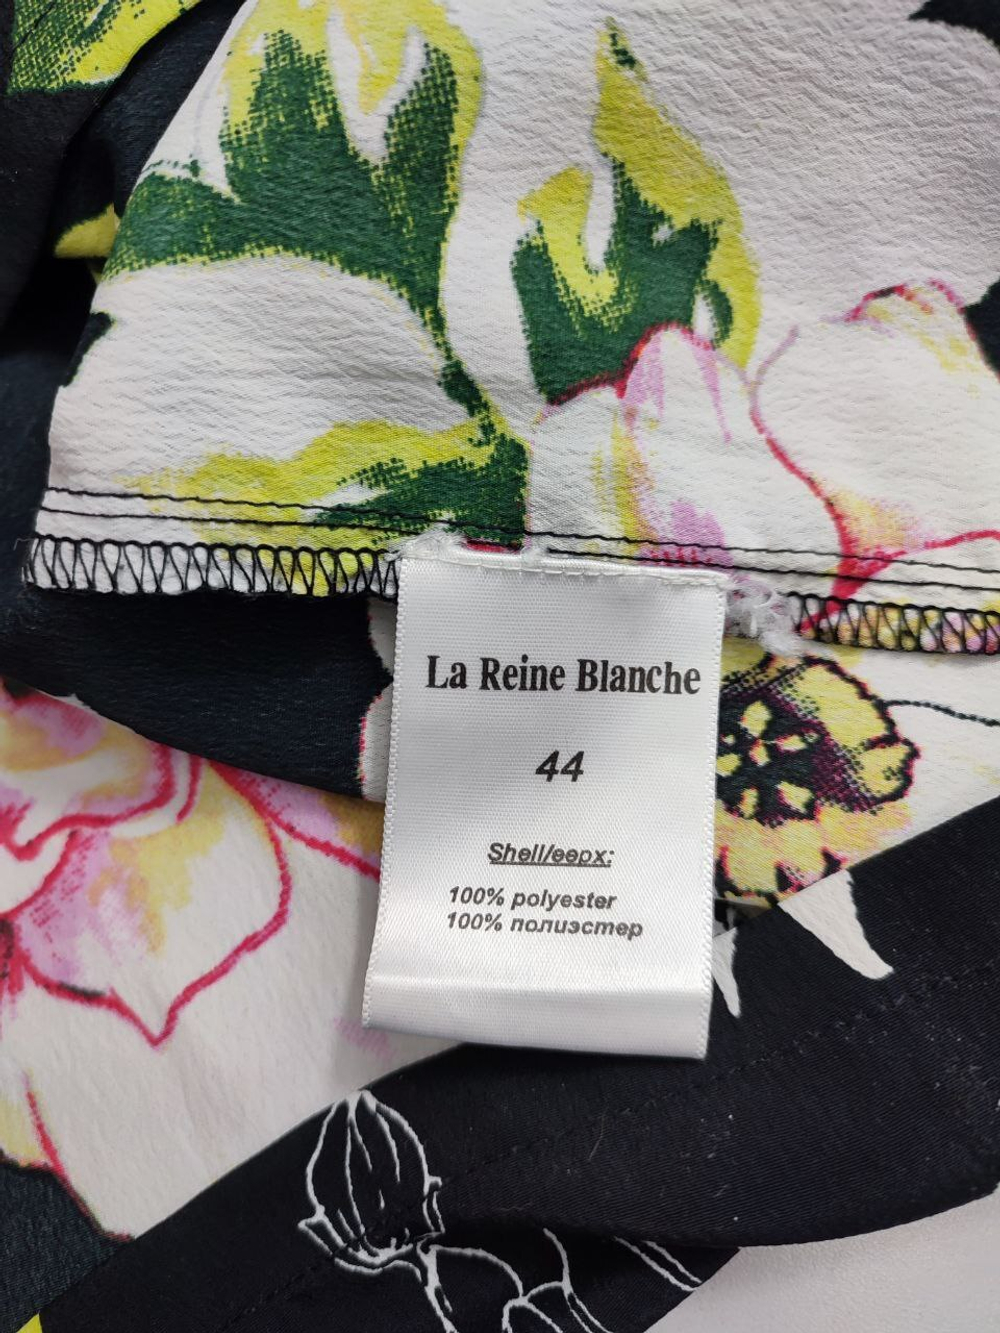 La Reine Blanche
44
Shell/верх:
100% polyester
100% полиэстер